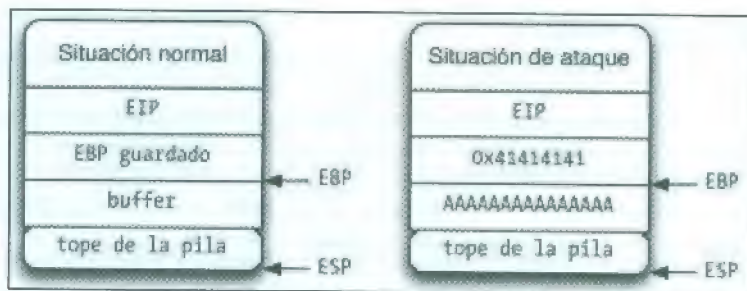 Situación normal
EIP
EBP guardado
EBP
buffer
tope de la pila
ESP
Situación de ataque
EIP
0x41414141
EBP
AAAAAAAAAAAAAAAA
tope de la pila
ESP